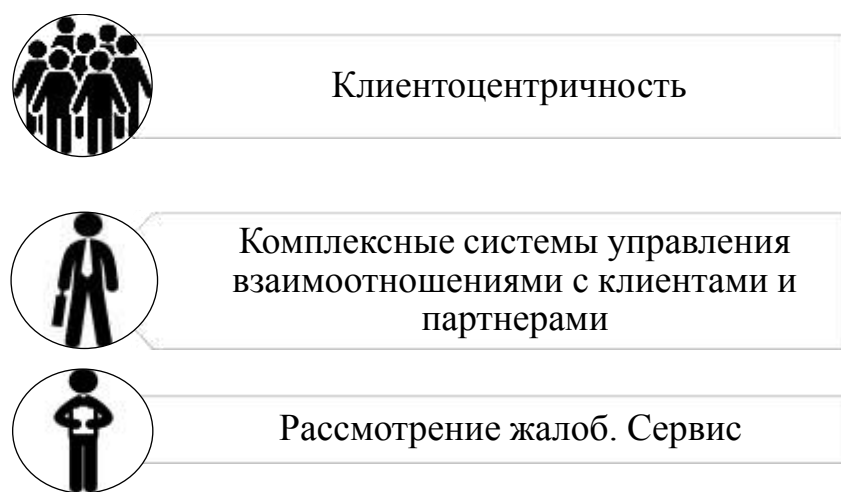 Клиентоцентричность
Комплексные системы управления
взаимоотношениями с клиентами и
партнерами
Рассмотрение жалоб. Сервис